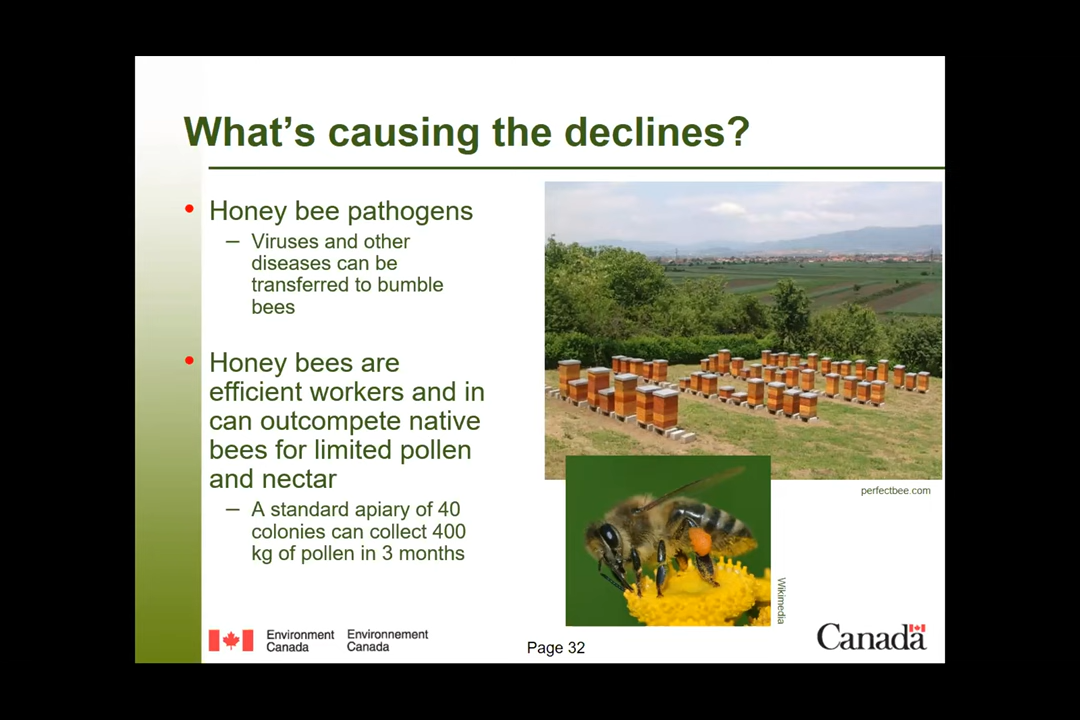 What's causing the declines?
• Honey bee pathogens
– Viruses and other
diseases can be
transferred to bumble
bees
• Honey bees are
efficient workers and in
can outcompete native
bees for limited pollen
and nectar
– A standard apiary of 40
colonies can collect 400
kg of pollen in 3 months
perfectbee.com
Wikimedia
Environment
Canada
Environnement
Canada
Page 32
Canada